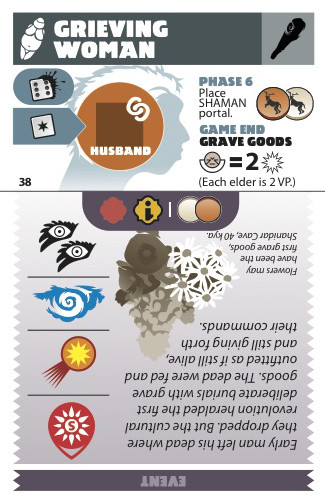 GRIEVING
WOMAN
PHASE 6
Place
SHAMAN
portal.
GAME END
GRAVE GOODS
= 2
(Each elder is 2 VP.)
HUSBAND
38
EVENT
Early man left his dead where
they dropped. But the cultural
revolution heralded the first
deliberate burials with grave
goods. The dead were fed and
outfitted as if still alive,
and still giving forth
their commands.
Flowers may
have been the
first grave goods,
Shanidar Cave, 40 kya.
S
i